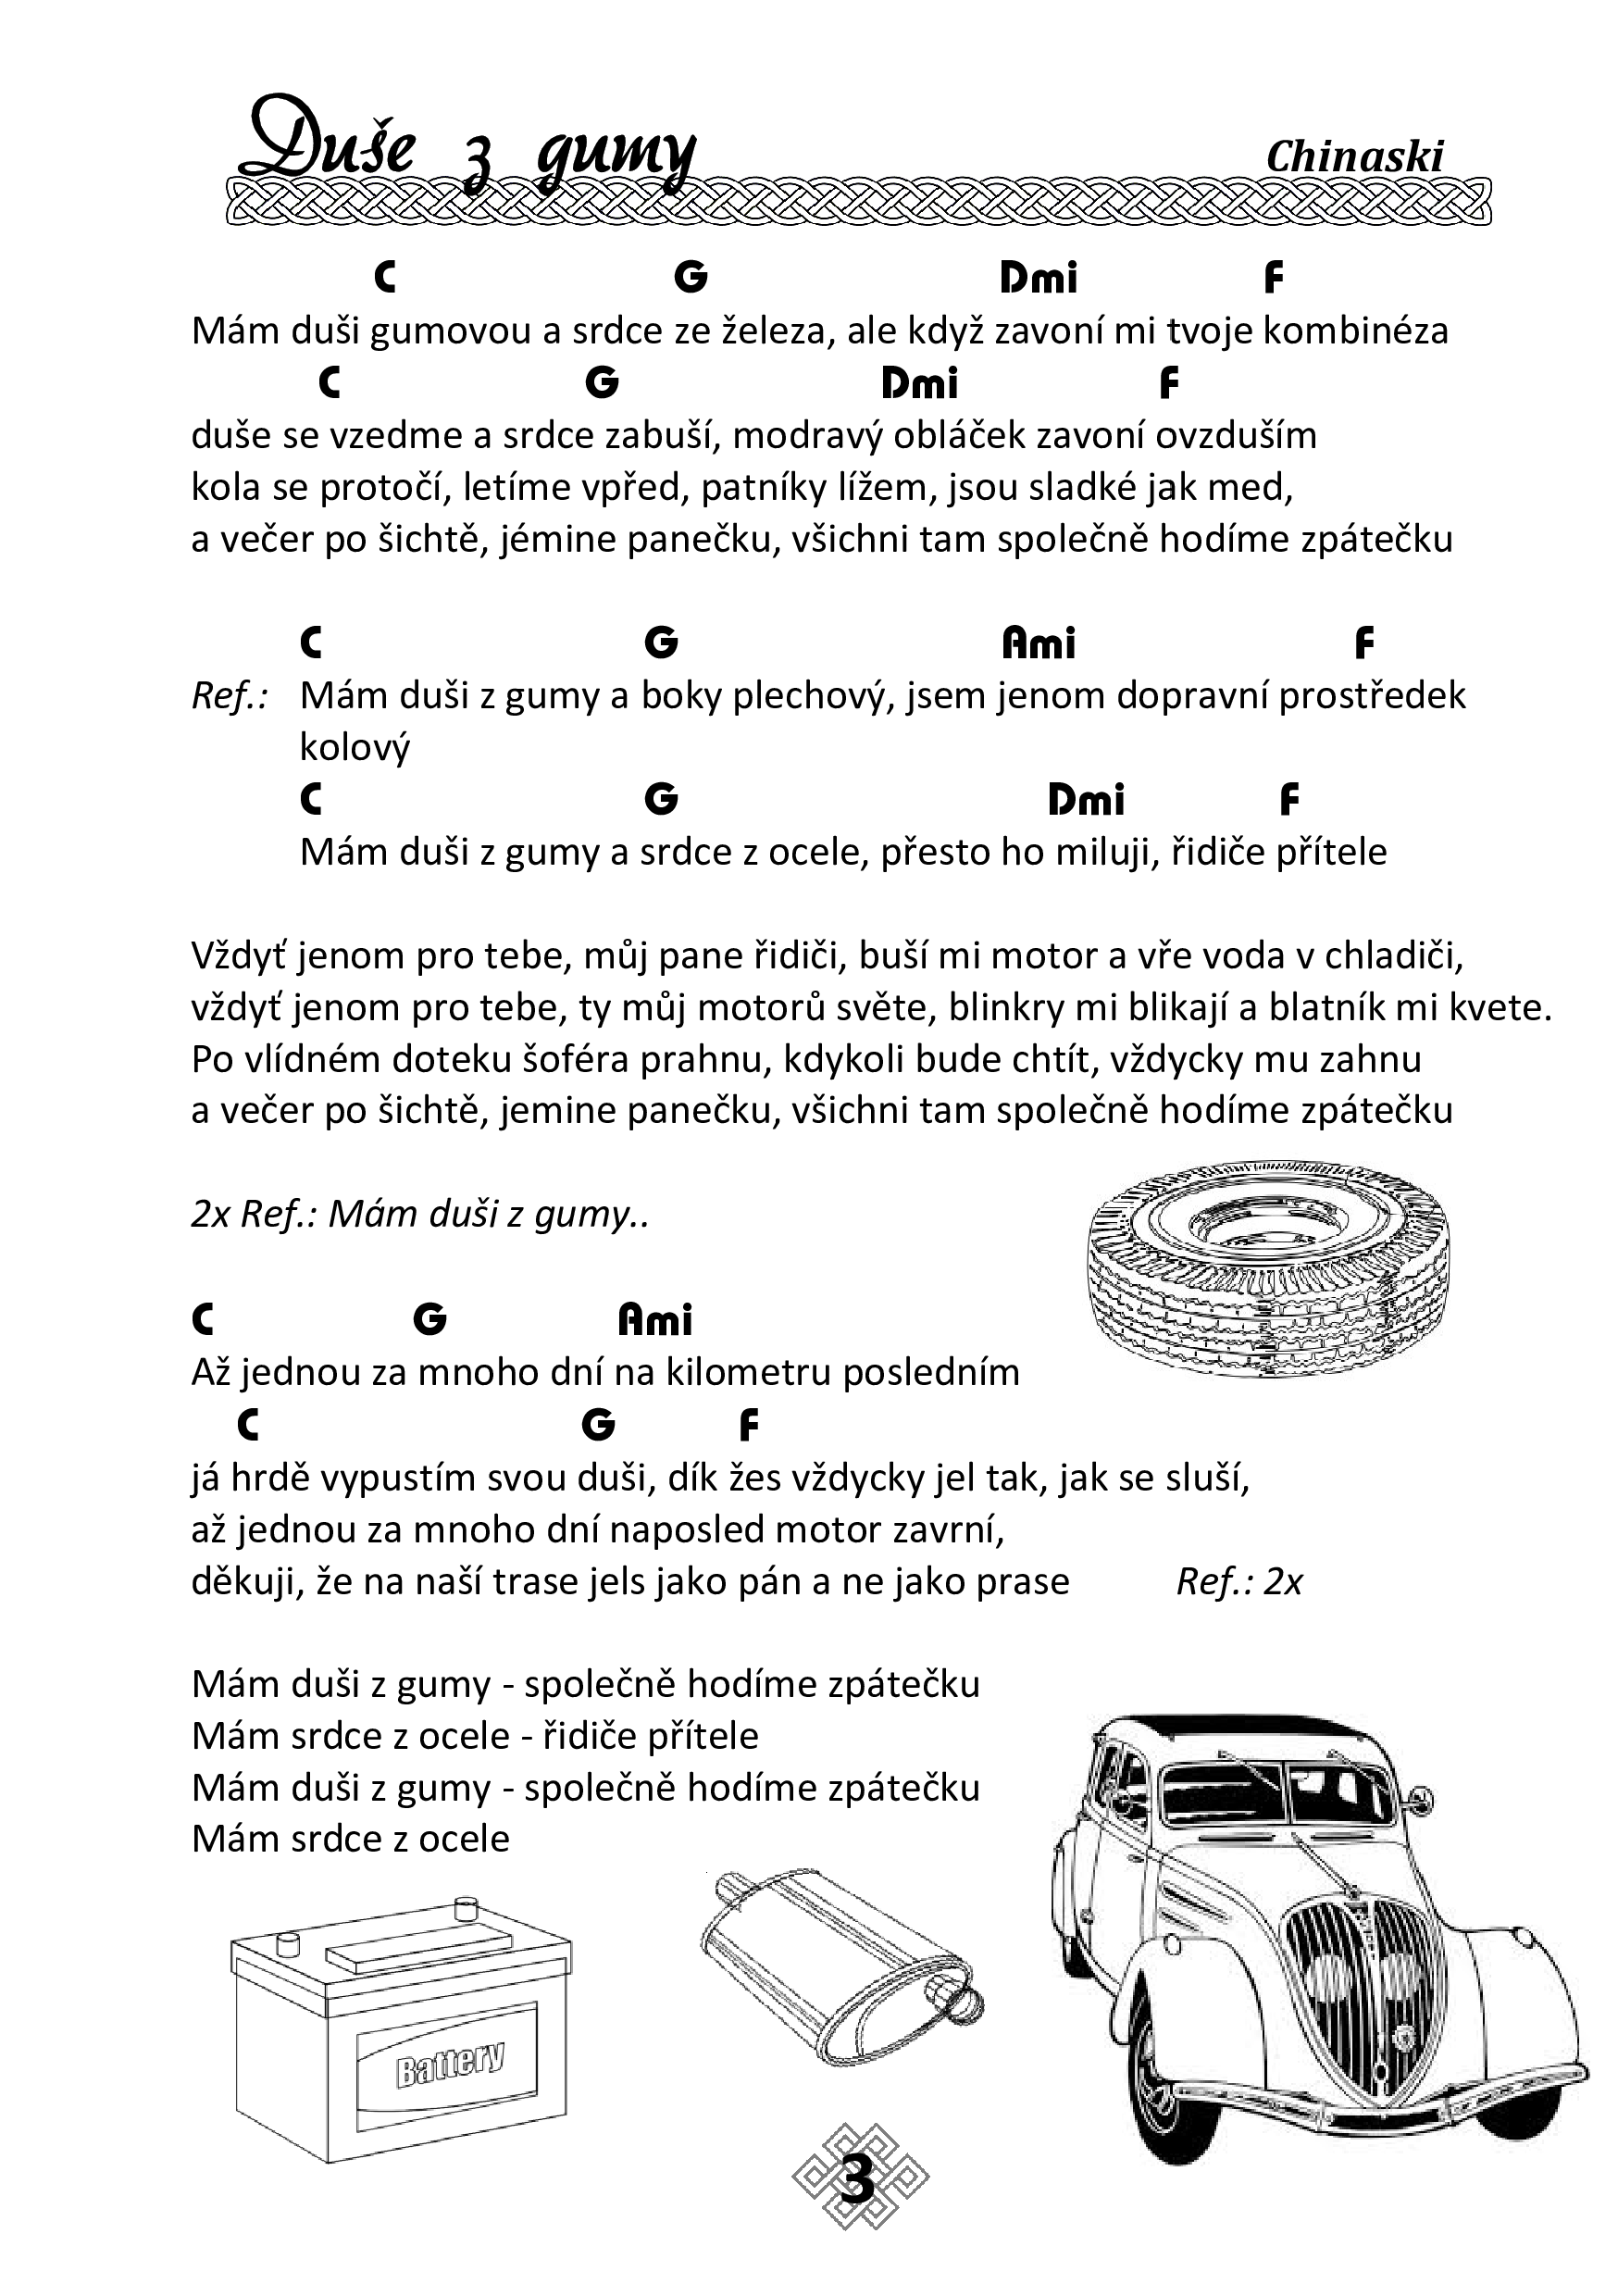 Duše z gumy Chinaski
C G Dmi F
Mám duši gumovou a srdce ze železa, ale když zavoní mi tvoje kombinéza
C G Dmi F
duše se vzedme a srdce zabuší, modravý obláček zavoní ovzduším
kola se protočí, letíme vpřed, patníky lížem, jsou sladké jak med,
a večer po šichtě, jémine panečku, všichni tam společně hodíme zpátečku
C G Ami F
Ref.: Mám duši z gumy a boky plechový, jsem jenom dopravní prostředek
kolový
C G Dmi F
Mám duši z gumy a srdce z ocele, přesto ho miluji, řidiče přítele
Vždyť jenom pro tebe, můj pane řidiči, buší mi motor a vře voda v chladiči,
vždyť jenom pro tebe, ty můj motorů světe, blinkry mi blikají a blatník mi kvete.
Po vlídném doteku šoféra prahnu, kdykoli bude chtít, vždycky mu zahnu
a večer po šichtě, jemine panečku, všichni tam společně hodíme zpátečku
2x Ref.: Mám duši z gumy..
C G Ami
Až jednou za mnoho dní na kilometru posledním
C G F
já hrdě vypustím svou duši, dík žes vždycky jel tak, jak se sluší,
až jednou za mnoho dní naposled motor zavrní,
děkuji, že na naší trase jels jako pán a ne jako prase Ref.: 2x
Mám duši z gumy - společně hodíme zpátečku
Mám srdce z ocele - řidiče přítele
Mám duši z gumy - společně hodíme zpátečku
Mám srdce z ocele
Battery
3